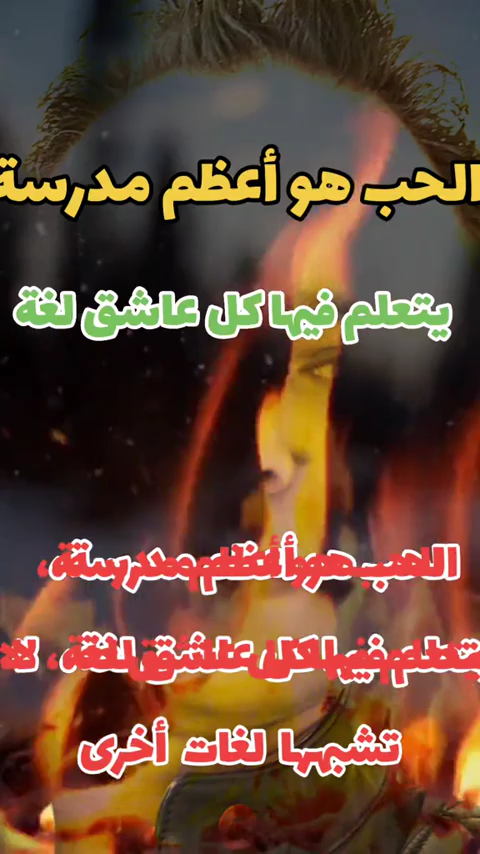 الحب هو أعظم مدرسة
يتعلم فيها كل عاشق لغة
الحب هو أعظم مدرسة،
يتعلم فيها كل عاشق لغة، لا
تشبهها لغات أخرى